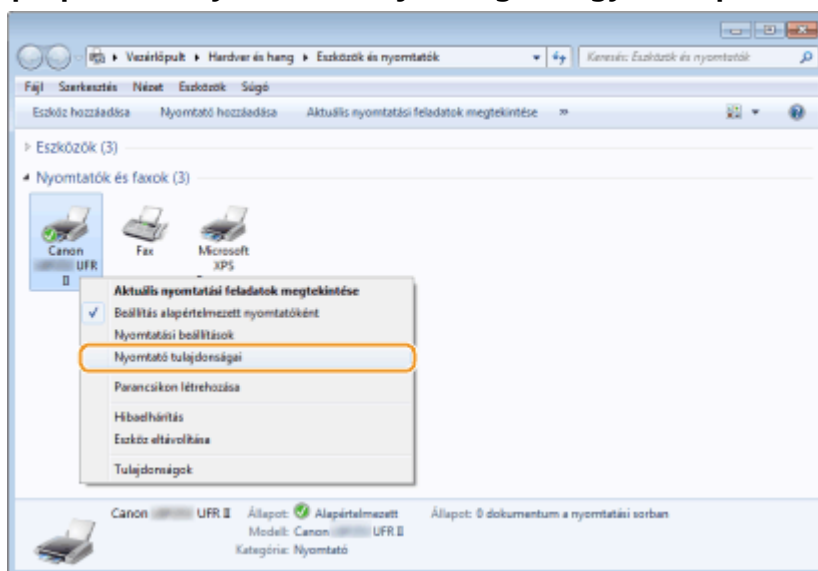 Vezérlőpult ▸ Hardver és hang ▸ Eszközök és nyomtatók
Keresés: Eszközök és nyomtatók
Fájl Szerkesztés Nézet Eszközök Súgó
Eszköz hozzáadása Nyomtató hozzáadása Aktuális nyomtatási feladatok megtekintése »
Eszközök (3)
Nyomtatók és faxok (3)
Canon UFR II
Fax
Microsoft XPS
Aktuális nyomtatási feladatok megtekintése
Beállítás alapértelmezett nyomtatóként
Nyomtatási beállítások
Nyomtató tulajdonságai
Parancsikon létrehozása
Hibaelhárítás
Eszköz eltávolítása
Tulajdonságok
Canon UFR II Állapot: Alapértelmezett Állapot: 0 dokumentum a nyomtatási sorban
Modell: Canon UFR II
Kategória: Nyomtató